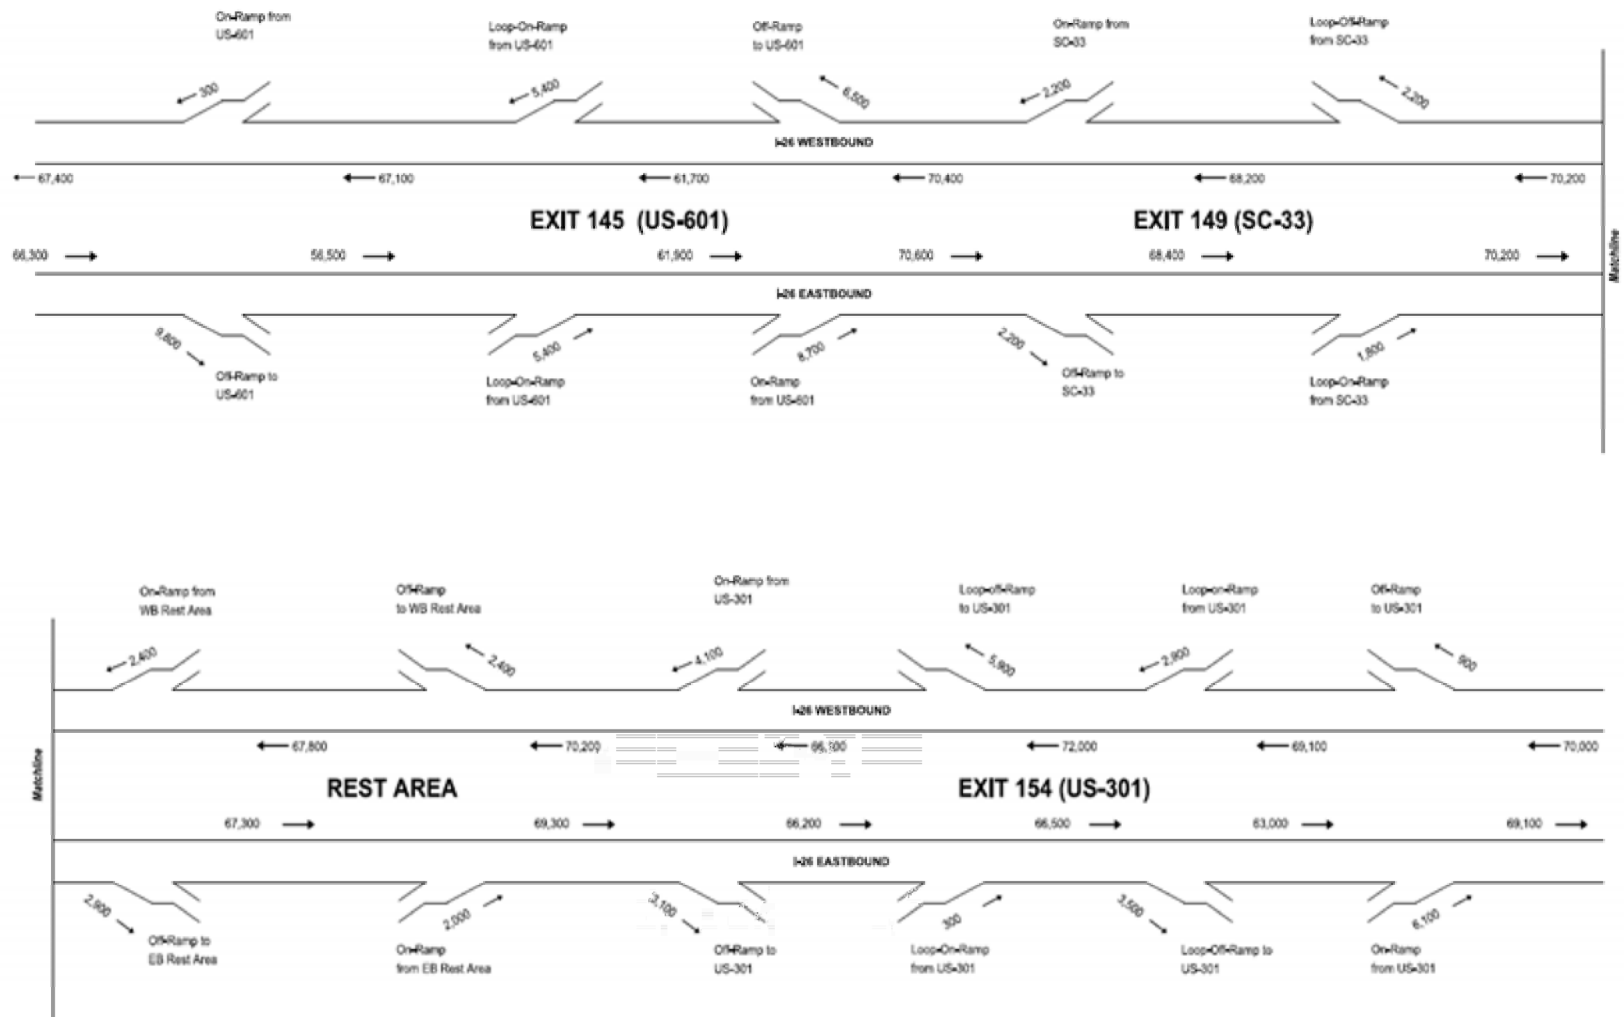 On-Ramp from
US-601
Loop-On-Ramp
from US-601
Off-Ramp
to US-601
On-Ramp from
SC-33
Loop-Off-Ramp
from SC-33
300
5,400
6,500
2,200
2,200
I-26 WESTBOUND
67,400
67,100
61,700
70,400
68,200
70,200
EXIT 145 (US-601)
EXIT 149 (SC-33)
66,300
56,500
61,900
70,600
68,400
70,200
Matchline
I-26 EASTBOUND
9,800
5,400
8,700
2,200
1,800
Off-Ramp to
US-601
Loop-On-Ramp
from US-601
On-Ramp
from US-601
Off-Ramp to
SC-33
Loop-On-Ramp
from SC-33
On-Ramp from
WB Rest Area
Off-Ramp
to WB Rest Area
On-Ramp from
US-301
Loop-off-Ramp
to US-301
Loop-on-Ramp
from US-301
Off-Ramp
to US-301
2,400
2,400
4,100
5,900
2,900
900
I-26 WESTBOUND
67,800
70,200
72,000
69,100
70,000
Matchline
REST AREA
EXIT 154 (US-301)
67,300
69,300
66,200
66,500
63,000
69,100
I-26 EASTBOUND
2,900
2,000
3,100
300
3,500
6,100
Off-Ramp to
EB Rest Area
On-Ramp
from EB Rest Area
Off-Ramp to
US-301
Loop-On-Ramp
from US-301
Loop-Off-Ramp to
US-301
On-Ramp
from US-301